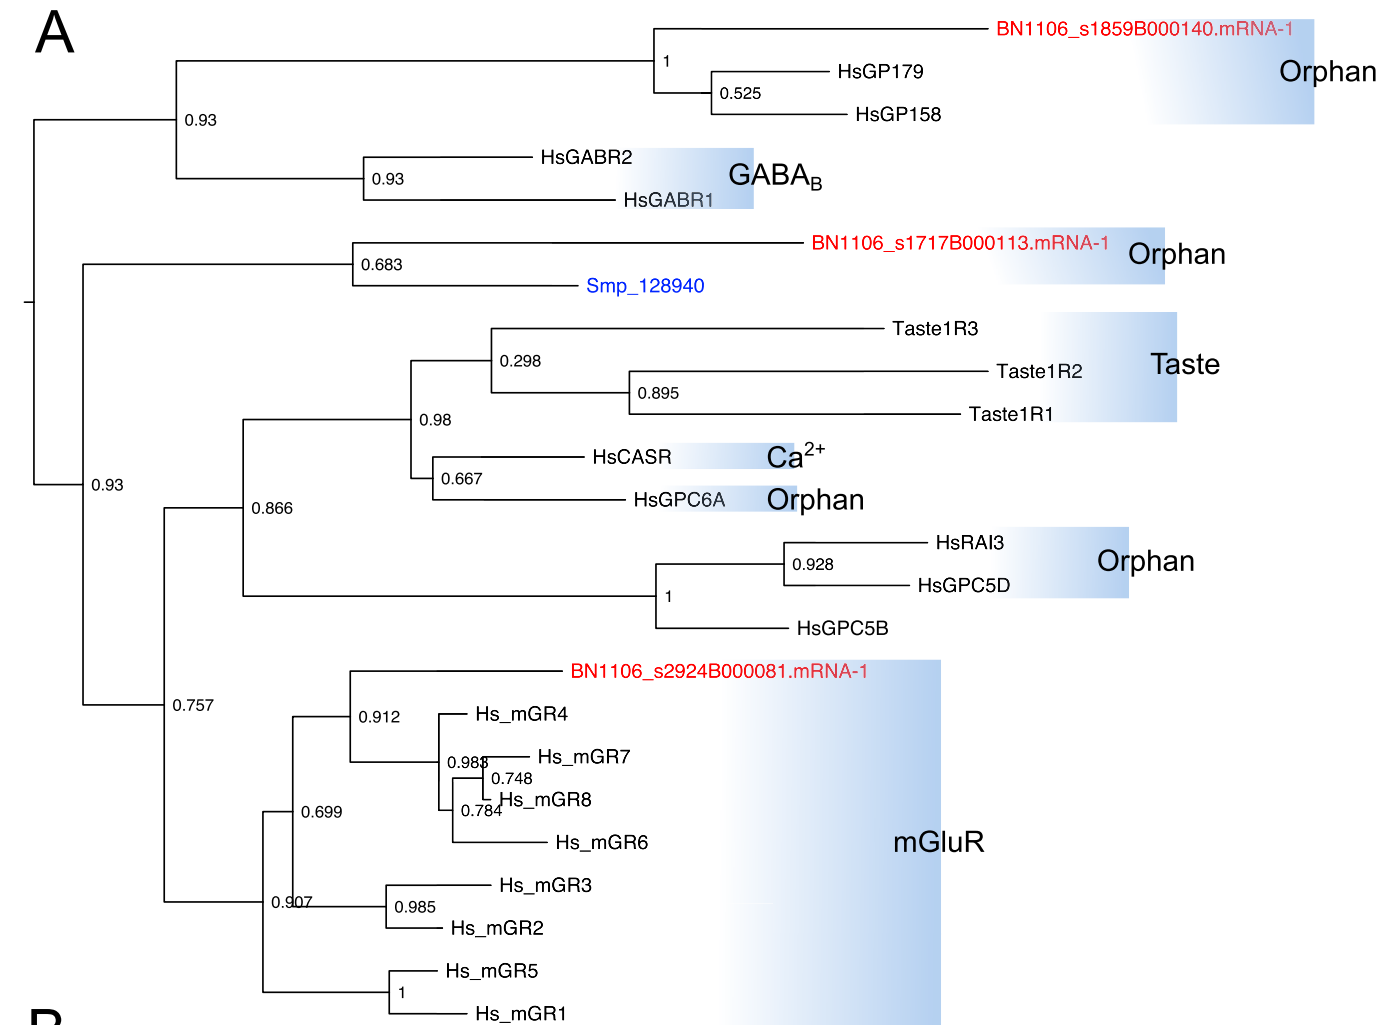 A
BN1106_s1859B000140.mRNA-1
1
HsGP179
Orphan
0.525
HsGP158
0.93
HsGABR2
GABAB
0.93
HsGABR1
BN1106_s1717B000113.mRNA-1
Orphan
0.683
Smp_128940
Taste1R3
0.298
Taste1R2
Taste
0.895
Taste1R1
0.98
HsCASR
Ca2+
0.667
0.93
HsGPC6A
Orphan
0.866
HsRAI3
Orphan
0.928
HsGPC5D
1
HsGPC5B
BN1106_s2924B000081.mRNA-1
0.757
0.912
Hs_mGR4
0.983
Hs_mGR7
0.748
Hs_mGR8
0.784
0.699
Hs_mGR6
mGluR
Hs_mGR3
0.907
0.985
Hs_mGR2
Hs_mGR5
1
Hs_mGR1
B